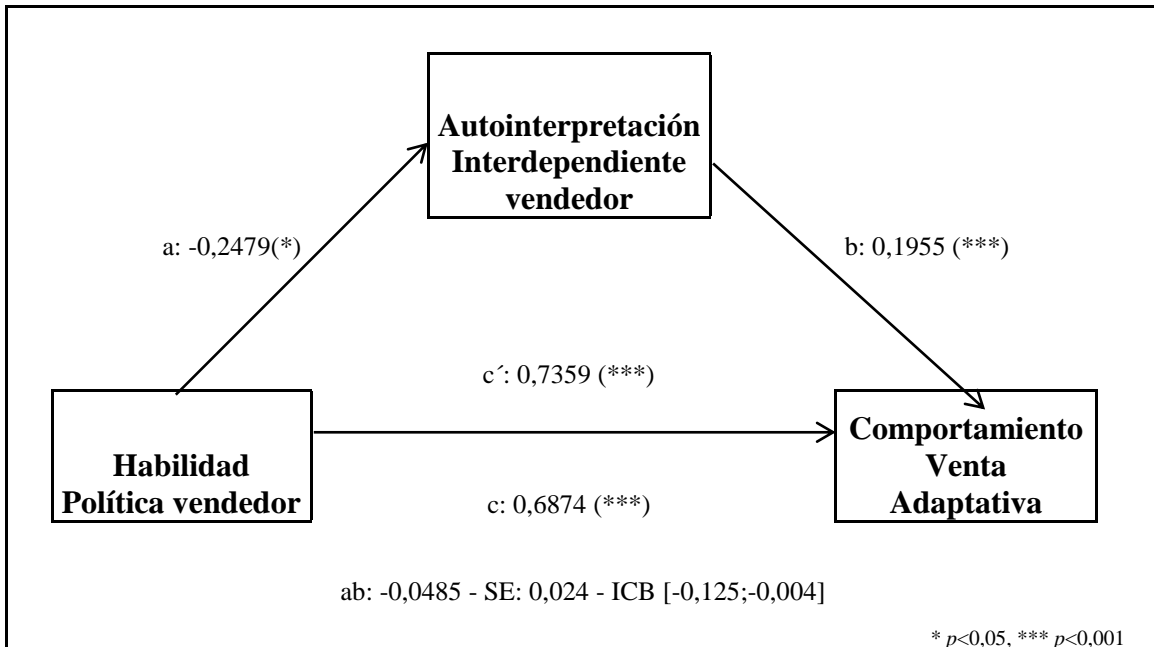 Autointerpretación
Interdependiente
vendedor
a: -0,2479(*)
b: 0,1955 (***)
c´: 0,7359 (***)
Habilidad
Política vendedor
Comportamiento
Venta
Adaptativa
c: 0,6874 (***)
ab: -0,0485 - SE: 0,024 - ICB [-0,125;-0,004]
* p<0,05, *** p<0,001